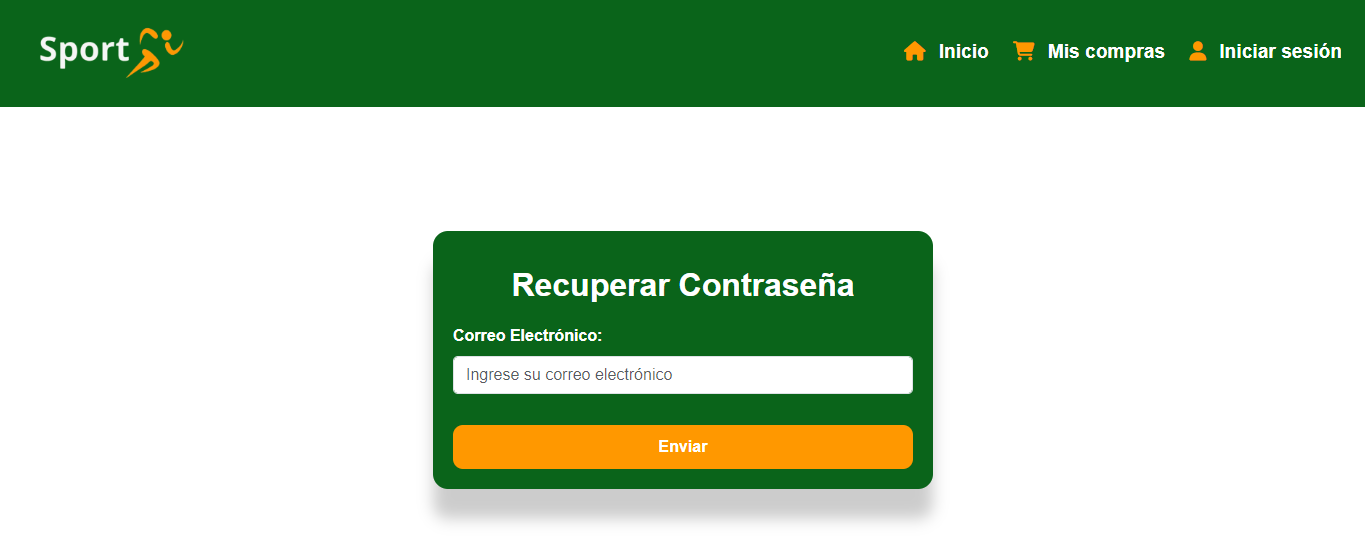 Sport
Inicio Mis compras Iniciar sesión
Recuperar Contraseña
Correo Electrónico:
Ingrese su correo electrónico
Enviar